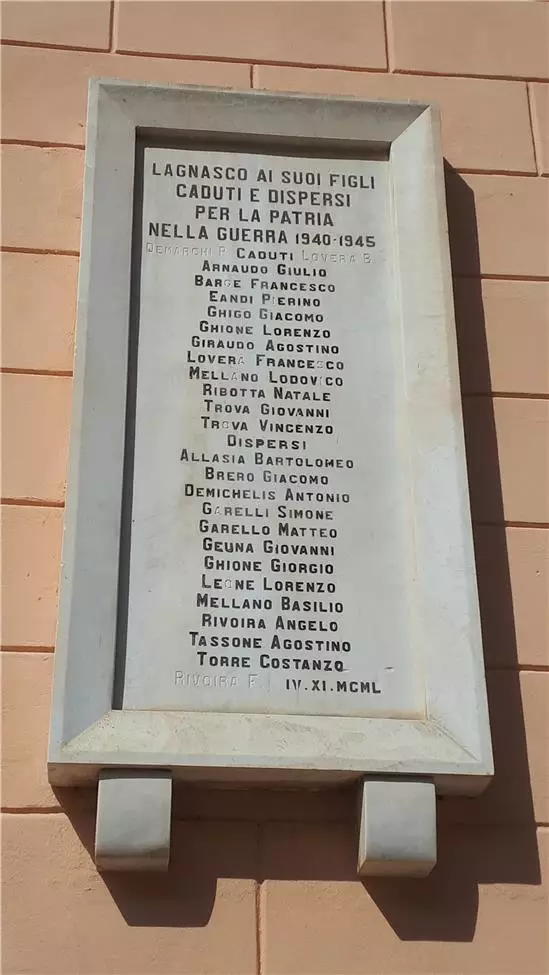 LAGNASCO AI SUOI FIGLI
CADUTI E DISPERSI
PER LA PATRIA
NELLA GUERRA 1940-1945
DEMARCHI P. CADUTI LOVERA B.
ARNAUDO GIULIO
BARGE FRANCESCO
EANDI PIERINO
GHIGO GIACOMO
GHIONE LORENZO
GIRAUDO AGOSTINO
LOVERA FRANCESCO
MELLANO LODOVICO
RIBOTTA NATALE
TROVA GIOVANNI
TROVA VINCENZO
DISPERSI
ALLASIA BARTOLOMEO
BRERO GIACOMO
DEMICHELIS ANTONIO
GARELLI SIMONE
GARELLO MATTEO
GEUNA GIOVANNI
GHIONE GIORGIO
LEONE LORENZO
MELLANO BASILIO
RIVOIRA ANGELO
TASSONE AGOSTINO
TORRE COSTANZO
RIVOIRA F. IV.XI.MCML